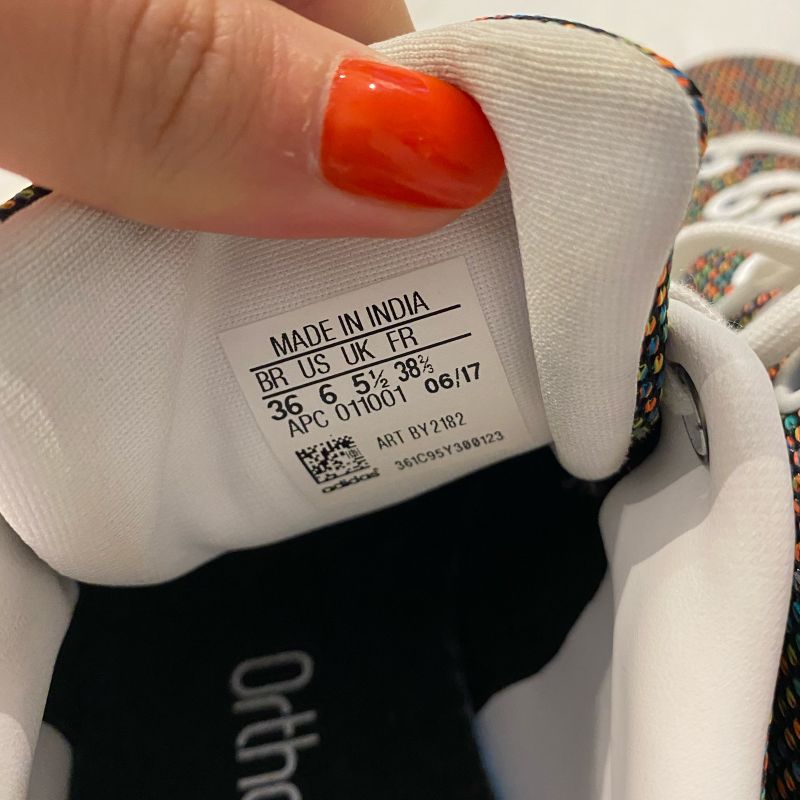 MADE IN INDIA
BR US UK FR
36 6 5½ 38⅔
APC 011001 06/17
ART BY2182
361C95Y300123
adidas
Ortho